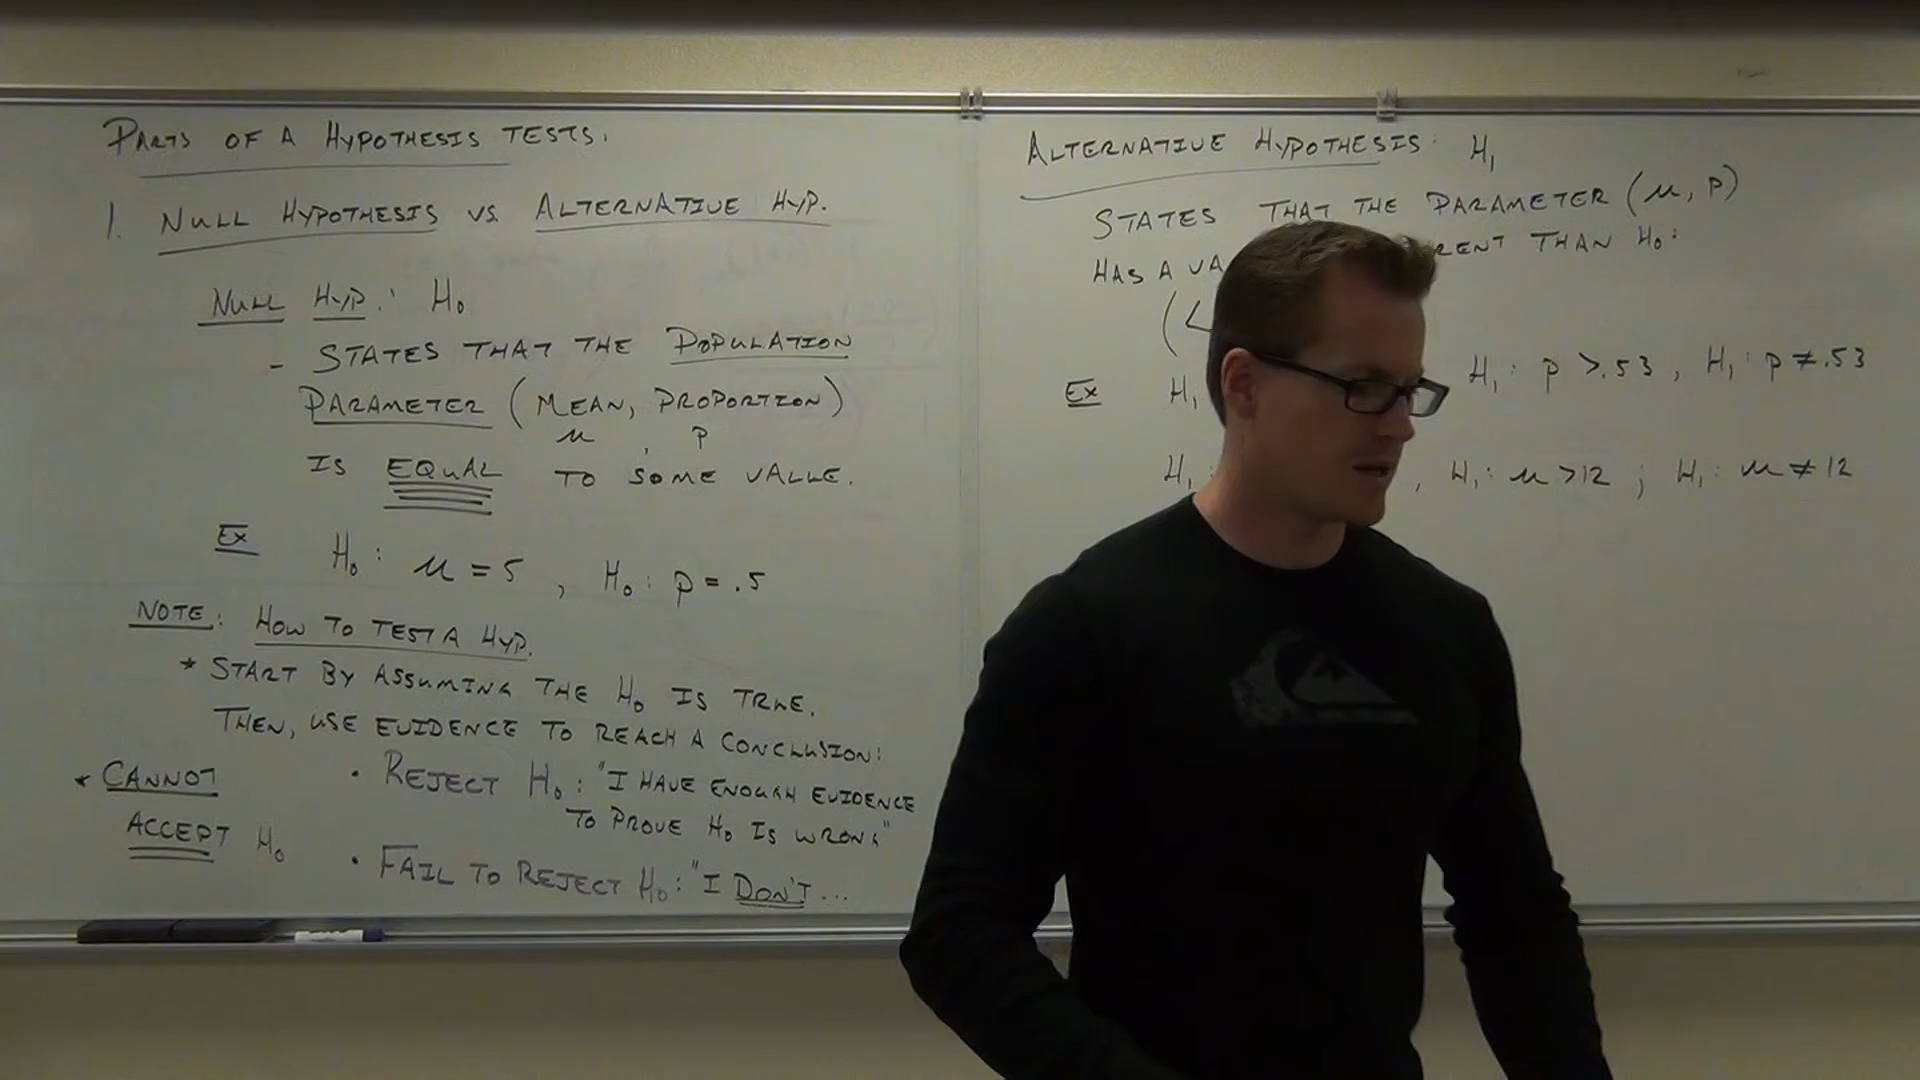 PARTS OF A HYPOTHESIS TESTS:
1. NULL HYPOTHESIS VS. ALTERNATIVE HYP.
NULL HYP.: H₀
- STATES THAT THE POPULATION
PARAMETER (MEAN, PROPORTION)
μ , p
IS EQUAL TO SOME VALUE.
EX H₀: μ = 5 , H₀: p = .5
NOTE: HOW TO TEST A HYP.
* START BY ASSUMING THE H₀ IS TRUE.
THEN, USE EVIDENCE TO REACH A CONCLUSION:
* CANNOT ACCEPT H₀
• REJECT H₀: "I HAVE ENOUGH EVIDENCE
TO PROVE H₀ IS WRONG"
• FAIL TO REJECT H₀: "I DON'T ...
ALTERNATIVE HYPOTHESIS: H₁
STATES THAT THE PARAMETER (μ, p)
HAS A THAN H₀:
(<
EX H₁ H₁: p > .53 , H₁: p ≠ .53
H₁: , H₁: μ > 12 ; H₁: μ ≠ 12